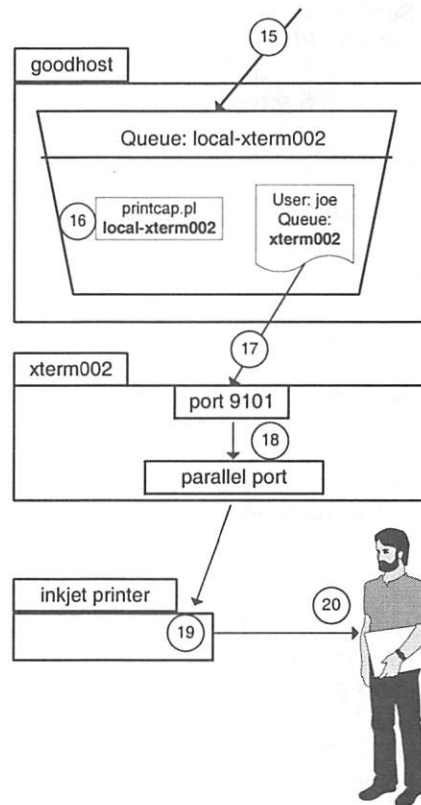 15
goodhost
Queue: local-xterm002
16
printcap.pl
local-xterm002
User: joe
Queue:
xterm002
17
xterm002
port 9101
18
parallel port
inkjet printer
19
20